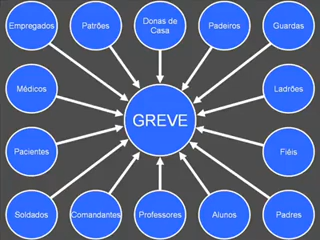 Empregados
Patrões
Donas de
Casa
Padeiros
Guardas
Médicos
Ladrões
GREVE
Pacientes
Fiéis
Soldados
Comandantes
Professores
Alunos
Padres